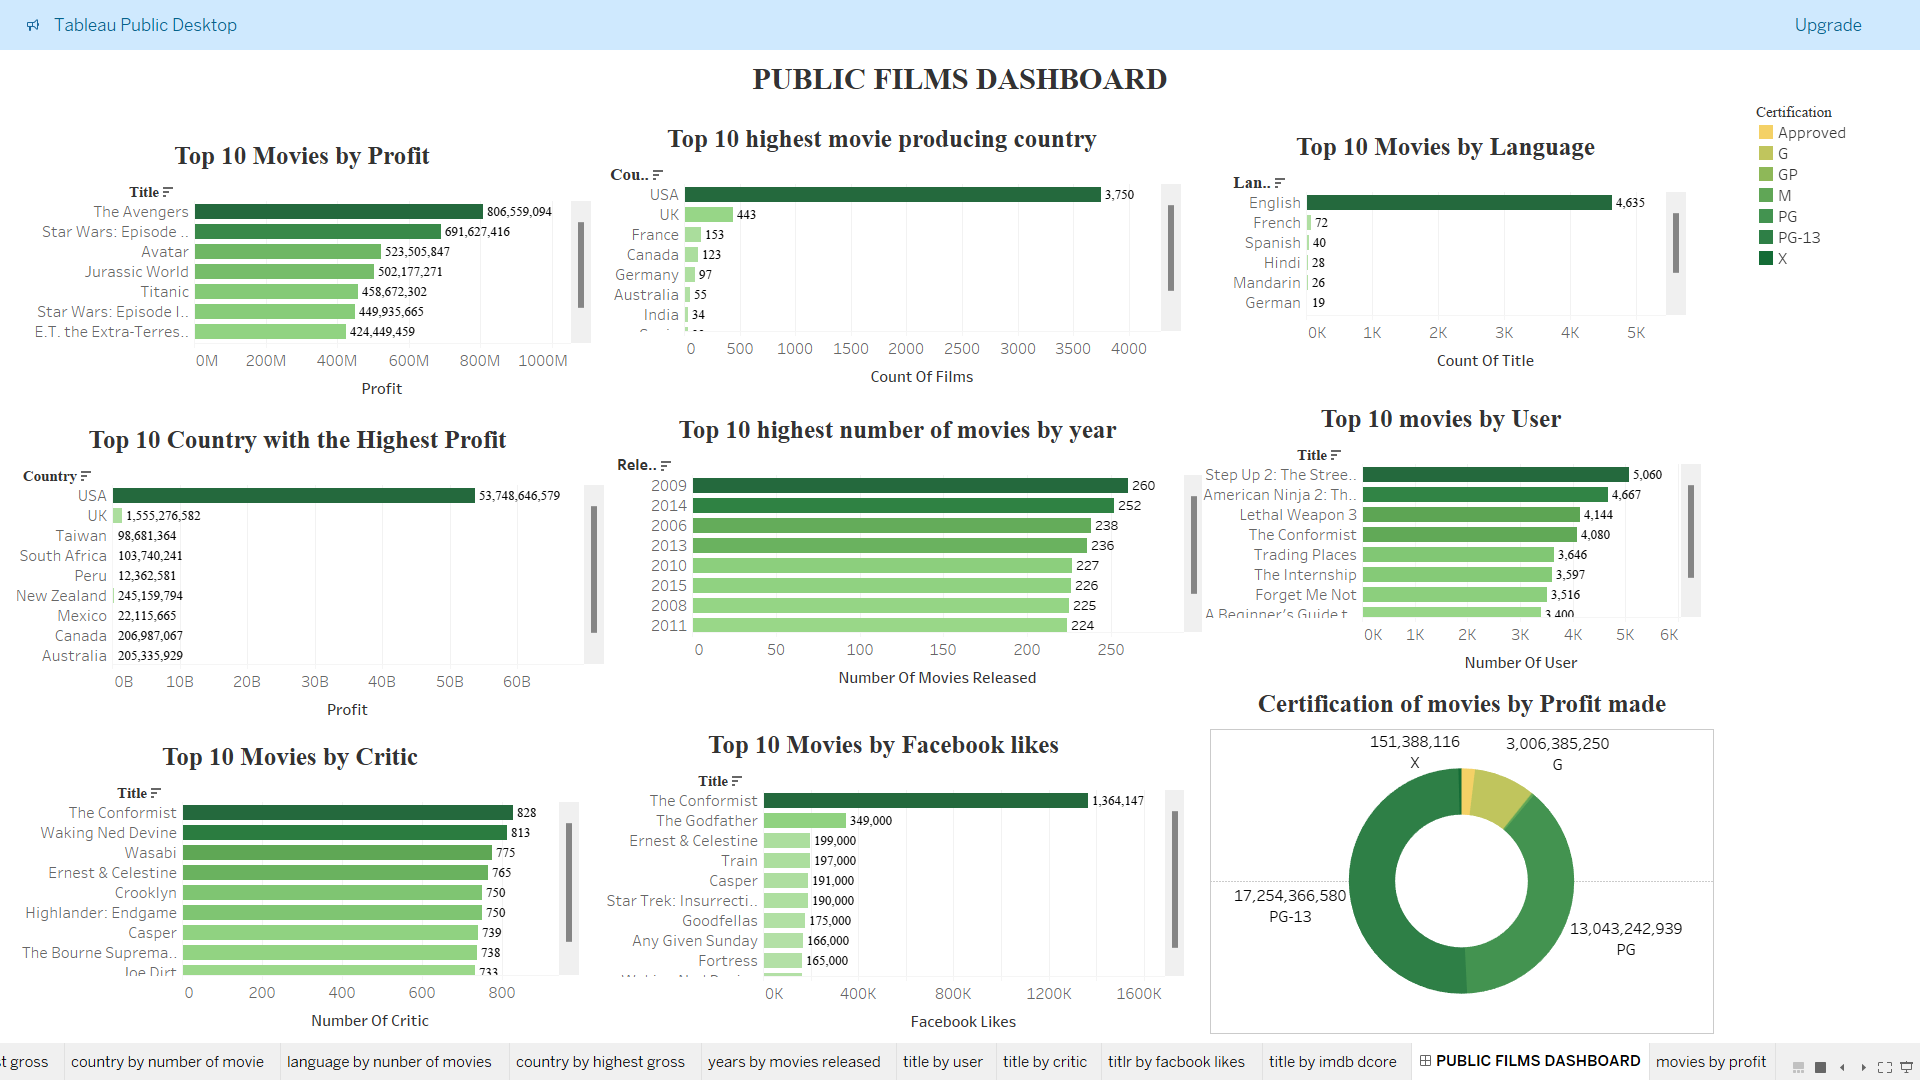 Tableau Public Desktop
Upgrade
PUBLIC FILMS DASHBOARD
Top 10 Movies by Profit
Title
The Avengers 806,559,094
Star Wars: Episode .. 691,627,416
Avatar 523,505,847
Jurassic World 502,177,271
Titanic 458,672,302
Star Wars: Episode I.. 449,935,665
E.T. the Extra-Terres.. 424,449,459
0M 200M 400M 600M 800M 1000M
Profit
Top 10 highest movie producing country
Cou..
USA 3,750
UK 443
France 153
Canada 123
Germany 97
Australia 55
India 34
0 500 1000 1500 2000 2500 3000 3500 4000
Count Of Films
Top 10 Movies by Language
Lan..
English 4,635
French 72
Spanish 40
Hindi 28
Mandarin 26
German 19
0K 1K 2K 3K 4K 5K
Count Of Title
Certification
Approved
G
GP
M
PG
PG-13
X
Top 10 Country with the Highest Profit
Country
USA 53,748,646,579
UK 1,555,276,582
Taiwan 98,681,364
South Africa 103,740,241
Peru 12,362,581
New Zealand 245,159,794
Mexico 22,115,665
Canada 206,987,067
Australia 205,335,929
0B 10B 20B 30B 40B 50B 60B
Profit
Top 10 highest number of movies by year
Rele..
2009 260
2014 252
2006 238
2013 236
2010 227
2015 226
2008 225
2011 224
0 50 100 150 200 250
Number Of Movies Released
Top 10 movies by User
Title
Step Up 2: The Stree.. 5,060
American Ninja 2: Th.. 4,667
Lethal Weapon 3 4,144
The Conformist 4,080
Trading Places 3,646
The Internship 3,597
Forget Me Not 3,516
A Beginner's Guide t.. 3,400
0K 1K 2K 3K 4K 5K 6K
Number Of User
Top 10 Movies by Critic
Title
The Conformist 828
Waking Ned Devine 813
Wasabi 775
Ernest & Celestine 765
Crooklyn 750
Highlander: Endgame 750
Casper 739
The Bourne Suprema.. 738
Joe Dirt 733
0 200 400 600 800
Number Of Critic
Top 10 Movies by Facebook likes
Title
The Conformist 1,364,147
The Godfather 349,000
Ernest & Celestine 199,000
Train 197,000
Casper 191,000
Star Trek: Insurrecti.. 190,000
Goodfellas 175,000
Any Given Sunday 166,000
Fortress 165,000
0K 400K 800K 1200K 1600K
Facebook Likes
Certification of movies by Profit made
151,388,116
X
3,006,385,250
G
17,254,366,580
PG-13
13,043,242,939
PG
t gross
country by number of movie
language by nunber of movies
country by highest gross
years by movies released
title by user
title by critic
titlr by facbook likes
title by imdb dcore
PUBLIC FILMS DASHBOARD
movies by profit